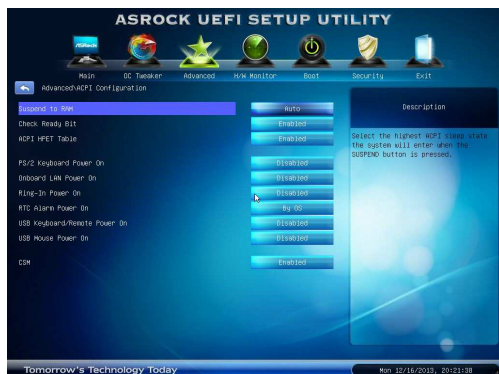 ASROCK UEFI SETUP UTILITY
ASRock
Main OC Tweaker Advanced H/W Monitor Boot Security Exit
Advanced\ACPI Configuration
Suspend to RAM Auto
Check Ready Bit Enabled
ACPI HPET Table Enabled
PS/2 Keyboard Power On Disabled
Onboard LAN Power On Disabled
Ring-In Power On Disabled
RTC Alarm Power On By OS
USB Keyboard/Remote Power On Disabled
USB Mouse Power On Disabled
CSM Enabled
Description
Select the highest ACPI sleep state
the system will enter when the
SUSPEND button is pressed.
Tomorrow's Technology Today
Mon 12/16/2013, 20:21:38